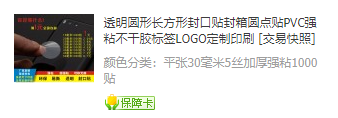 透明圆形长方形封口贴封箱圆点贴PVC强
粘不干胶标签LOGO定制印刷 [交易快照]
颜色分类：平张30毫米5丝加厚强粘1000
贴
保障卡